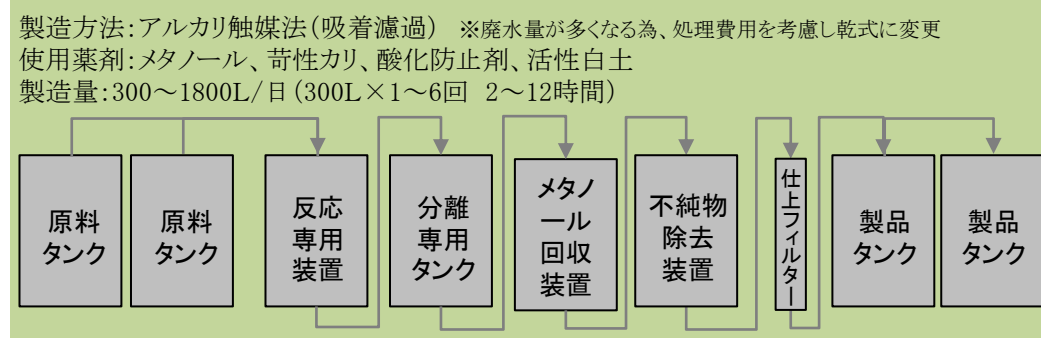 製造方法:アルカリ触媒法(吸着濾過) ※廃水量が多くなる為、処理費用を考慮し乾式に変更
使用薬剤:メタノール、苛性カリ、酸化防止剤、活性白土
製造量:300～1800L/日(300L×1～6回 2～12時間)
原料
タンク
原料
タンク
反応
専用
装置
分離
専用
タンク
メタノ
ール
回収
装置
不純物
除去
装置
仕上フィルター
製品
タンク
製品
タンク